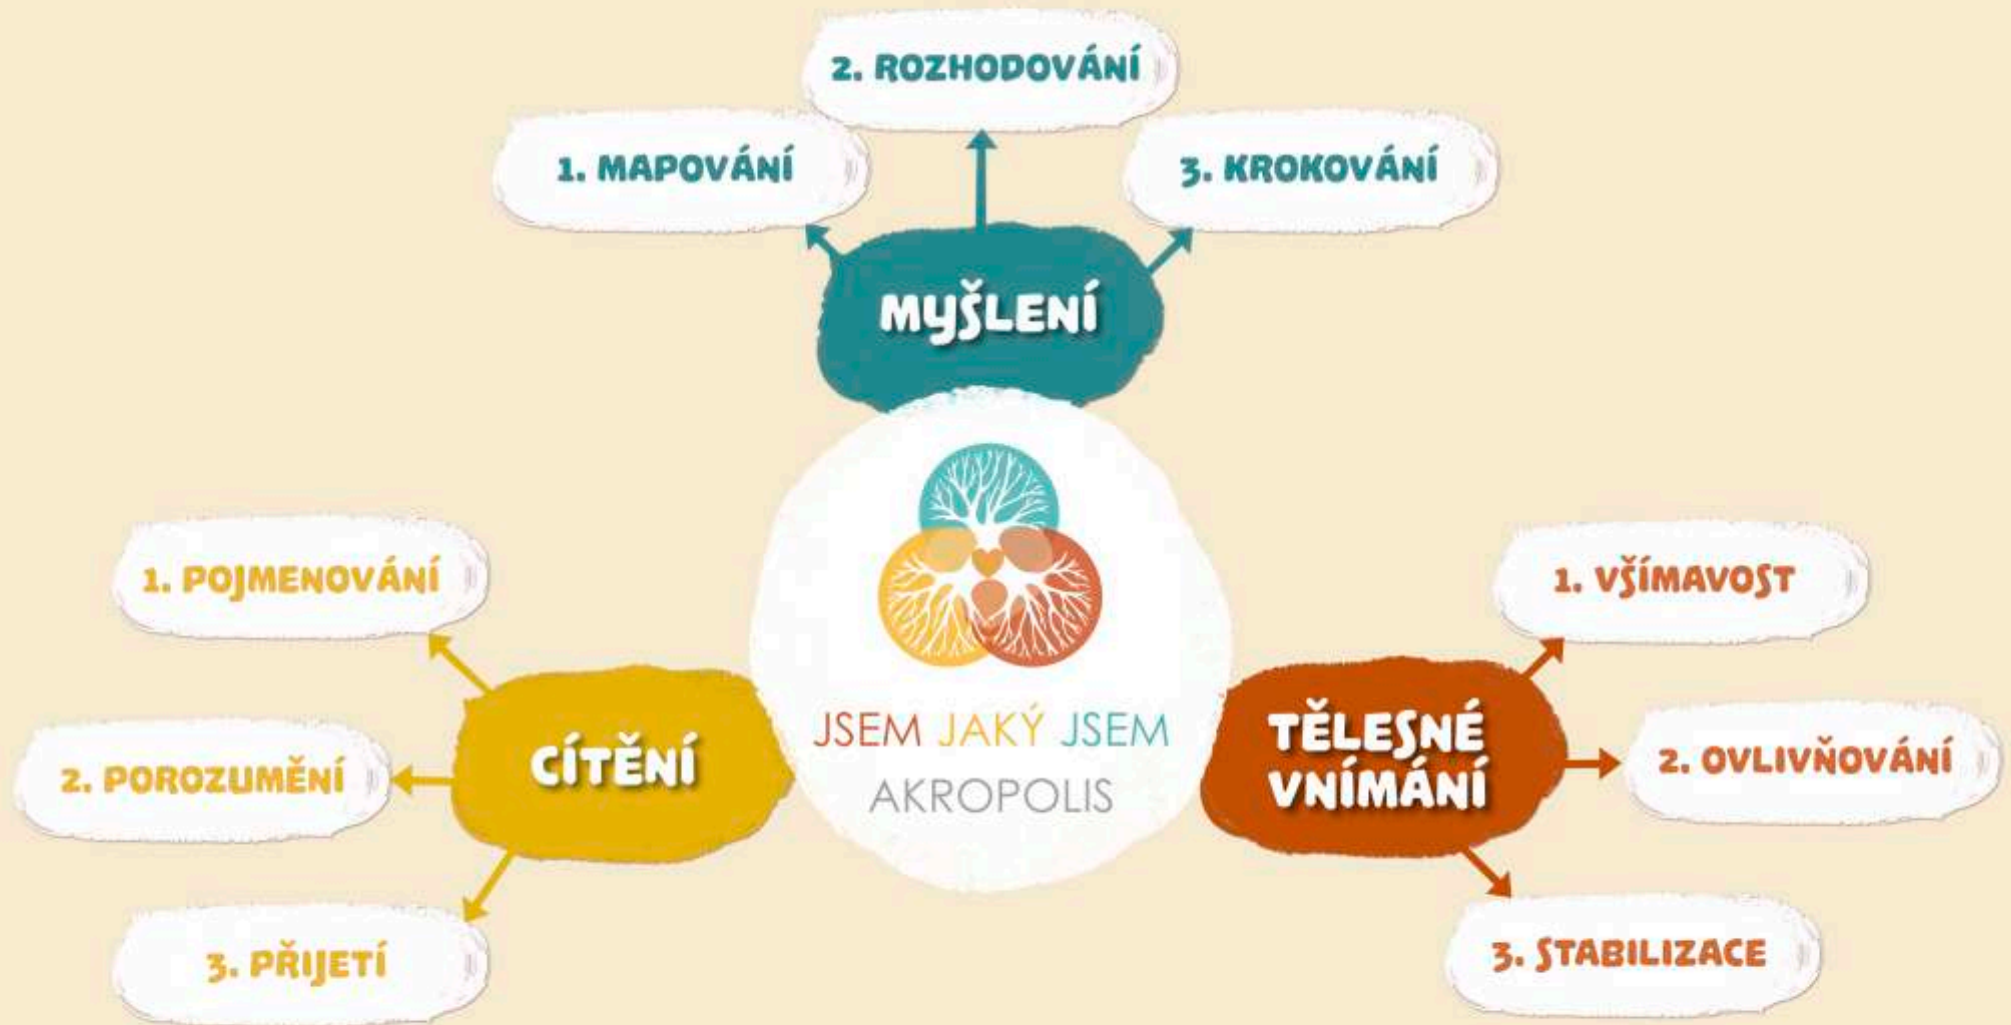 2. ROZHODOVÁNÍ
1. MAPOVÁNÍ
3. KROKOVÁNÍ
MYŠLENÍ
1. POJMENOVÁNÍ
2. POROZUMĚNÍ
3. PŘIJETÍ
CÍTĚNÍ
JSEM JAKÝ JSEM
AKROPOLIS
TĚLESNÉ
VNÍMÁNÍ
1. VŠÍMAVOST
2. OVLIVŇOVÁNÍ
3. STABILIZACE